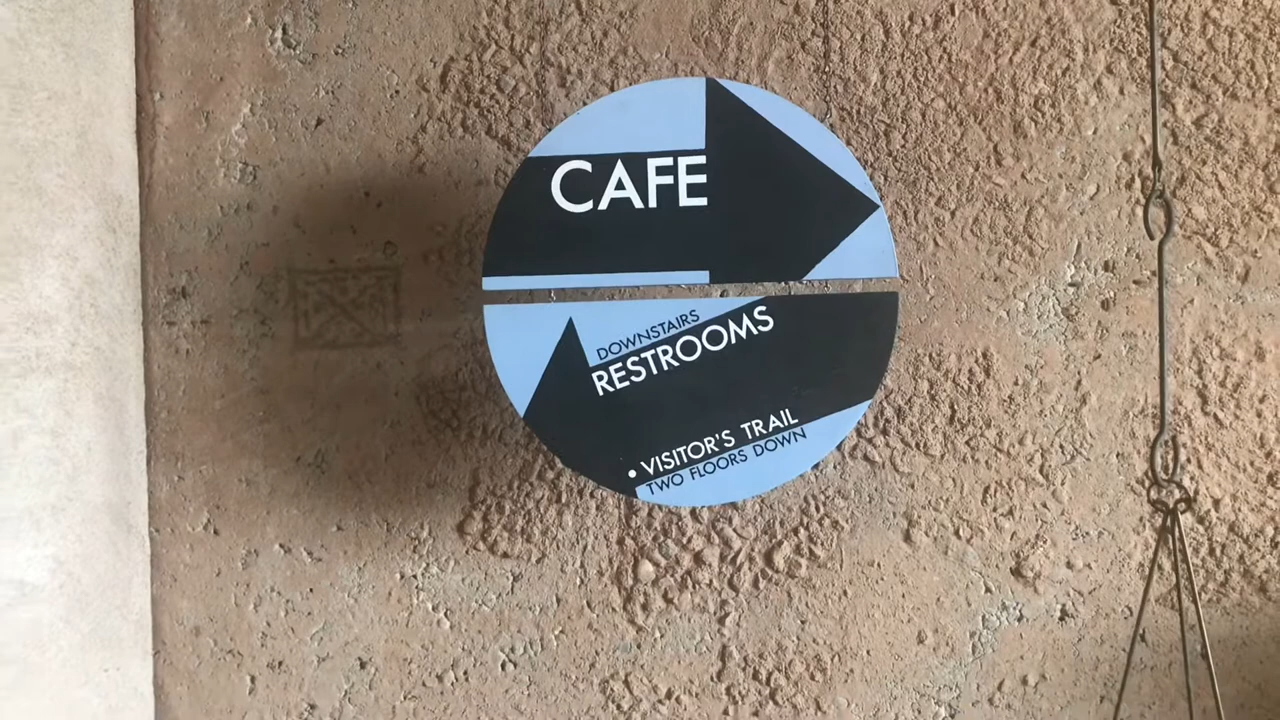 CAFE
DOWNSTAIRS
RESTROOMS
• VISITOR'S TRAIL
TWO FLOORS DOWN